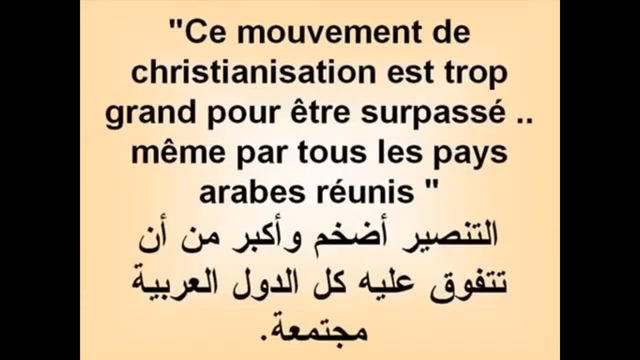 "Ce mouvement de
christianisation est trop
grand pour être surpassé ..
même par tous les pays
arabes réunis "
التنصير أضخم وأكبر من أن
تتفوق عليه كل الدول العربية
مجتمعة.